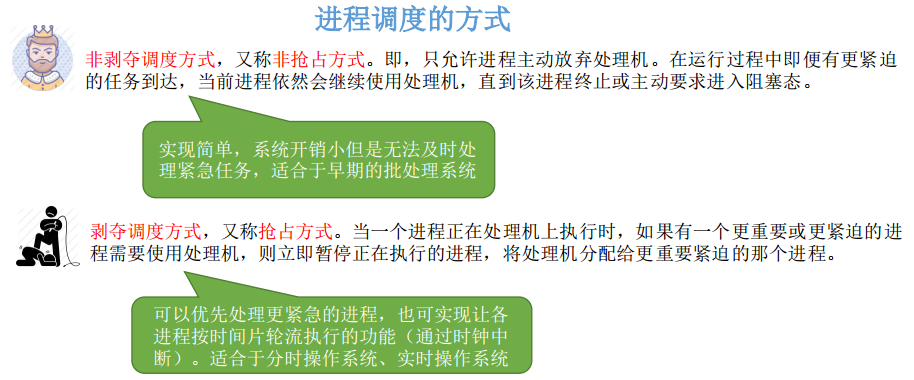 进程调度的方式
非剥夺调度方式，又称非抢占方式。即，只允许进程主动放弃处理机。在运行过程中即便有更紧迫
的任务到达，当前进程依然会继续使用处理机，直到该进程终止或主动要求进入阻塞态。
实现简单，系统开销小但是无法及时处
理紧急任务，适合于早期的批处理系统
剥夺调度方式，又称抢占方式。当一个进程正在处理机上执行时，如果有一个更重要或更紧迫的进
程需要使用处理机，则立即暂停正在执行的进程，将处理机分配给更重要紧迫的那个进程。
可以优先处理更紧急的进程，也可实现让各
进程按时间片轮流执行的功能（通过时钟中
断）。适合于分时操作系统、实时操作系统